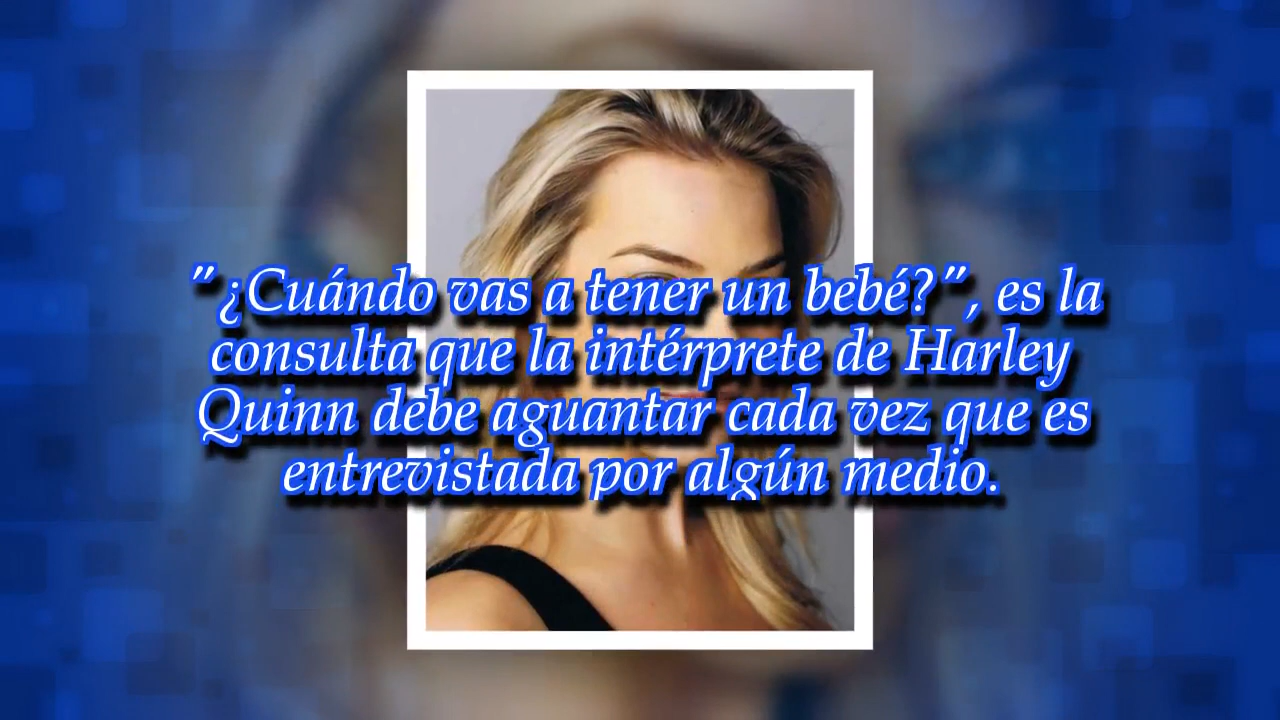 "¿Cuándo vas a tener un bebé?", es la
consulta que la intérprete de Harley
Quinn debe aguantar cada vez que es
entrevistada por algún medio.